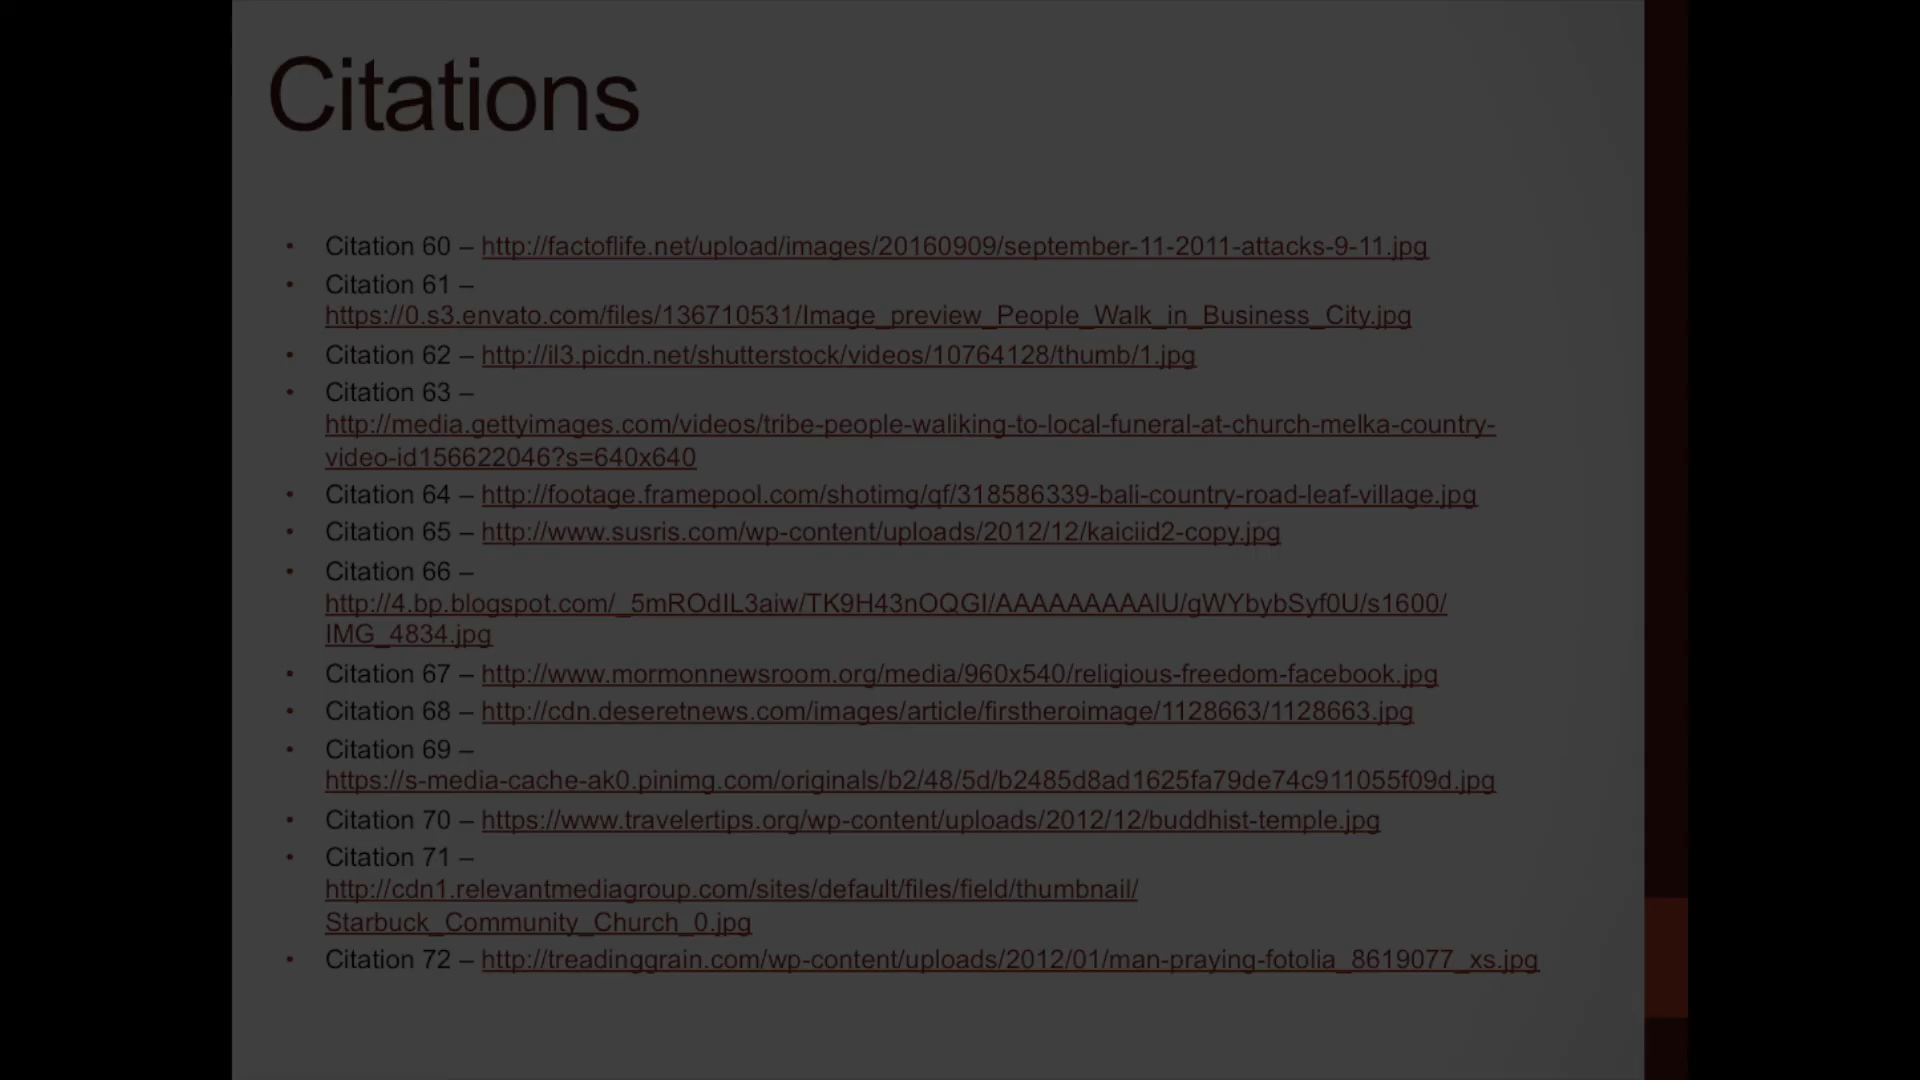 Citations
• Citation 60 – http://factoflife.net/upload/images/20160909/september-11-2011-attacks-9-11.jpg
• Citation 61 –
https://0.s3.envato.com/files/136710531/Image_preview_People_Walk_in_Business_City.jpg
• Citation 62 – http://il3.picdn.net/shutterstock/videos/10764128/thumb/1.jpg
• Citation 63 –
http://media.gettyimages.com/videos/tribe-people-waliking-to-local-funeral-at-church-melka-country-
video-id156622046?s=640x640
• Citation 64 – http://footage.framepool.com/shotimg/qf/318586339-bali-country-road-leaf-village.jpg
• Citation 65 – http://www.susris.com/wp-content/uploads/2012/12/kaiciid2-copy.jpg
• Citation 66 –
http://4.bp.blogspot.com/_5mROdIL3aiw/TK9H43nOQGI/AAAAAAAAAIU/gWYbybSyf0U/s1600/
IMG_4834.jpg
• Citation 67 – http://www.mormonnewsroom.org/media/960x540/religious-freedom-facebook.jpg
• Citation 68 – http://cdn.deseretnews.com/images/article/firstheroimage/1128663/1128663.jpg
• Citation 69 –
https://s-media-cache-ak0.pinimg.com/originals/b2/48/5d/b2485d8ad1625fa79de74c911055f09d.jpg
• Citation 70 – https://www.travelertips.org/wp-content/uploads/2012/12/buddhist-temple.jpg
• Citation 71 –
http://cdn1.relevantmediagroup.com/sites/default/files/field/thumbnail/
Starbuck_Community_Church_0.jpg
• Citation 72 – http://treadinggrain.com/wp-content/uploads/2012/01/man-praying-fotolia_8619077_xs.jpg